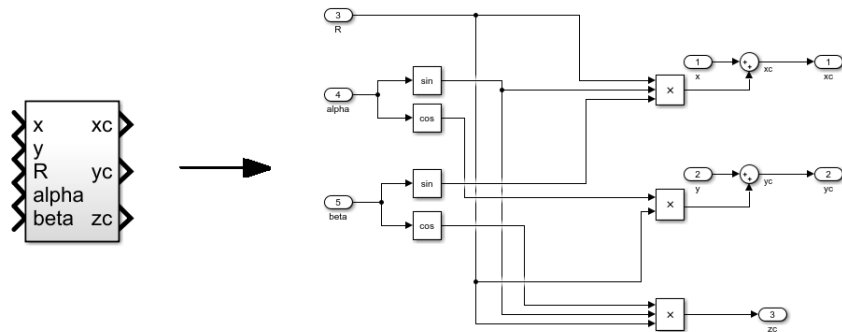 x
xc
y
R
yc
alpha
beta
zc
3
R
4
alpha
sin
cos
5
beta
sin
cos
×
1
x
+
+
xc
1
xc
×
2
y
+
+
yc
2
yc
×
3
zc